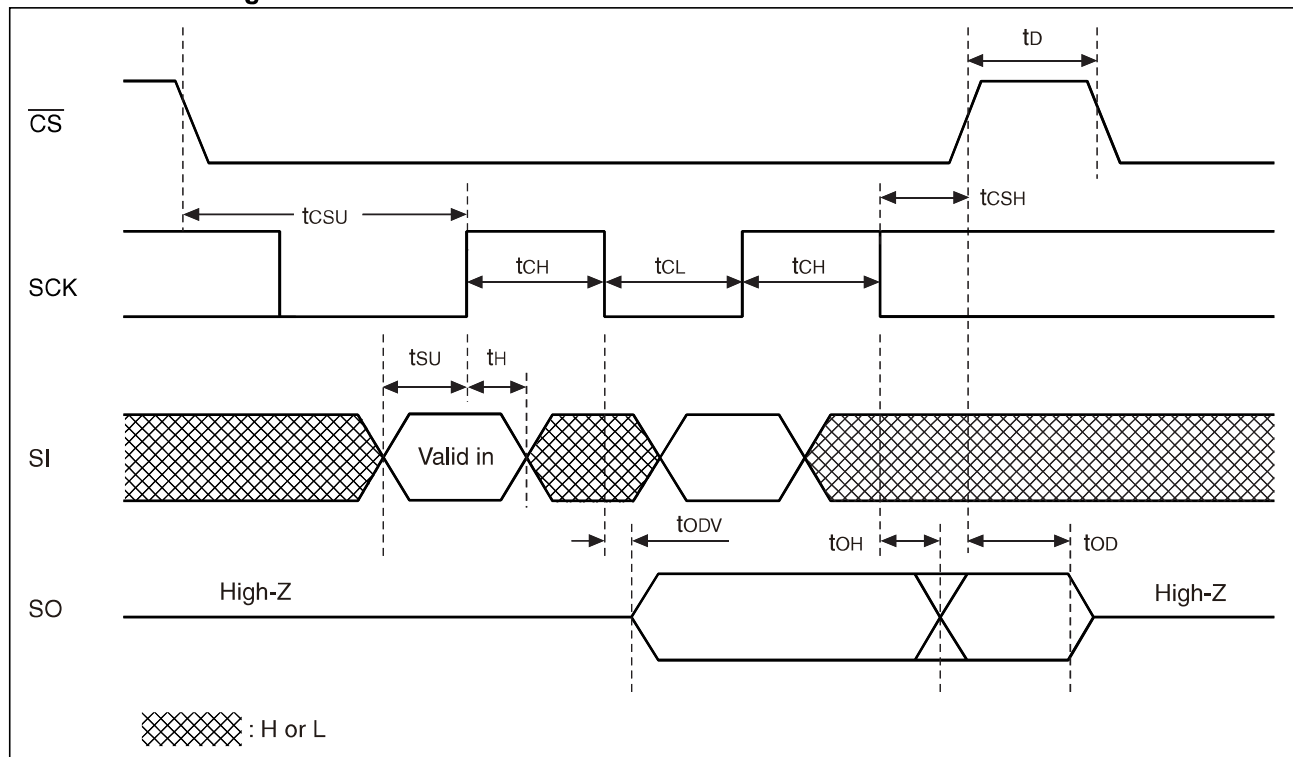 tD
CS
tCSU
tCSH
SCK
tCH
tCL
tCH
tSU
tH
SI
Valid in
tODV
tOH
tOD
SO
High-Z
High-Z
: H or L